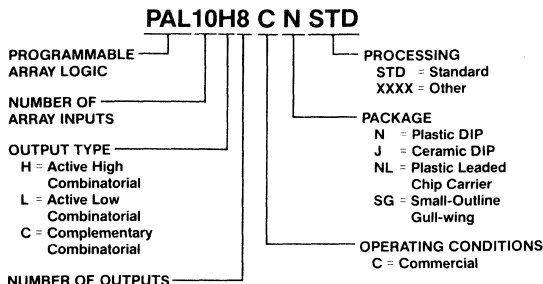 PAL10H8 C N STD
PROGRAMMABLE
ARRAY LOGIC
NUMBER OF
ARRAY INPUTS
OUTPUT TYPE
H = Active High
Combinatorial
L = Active Low
Combinatorial
C = Complementary
Combinatorial
NUMBER OF OUTPUTS
PROCESSING
STD = Standard
XXXX = Other
PACKAGE
N = Plastic DIP
J = Ceramic DIP
NL = Plastic Leaded
Chip Carrier
SG = Small-Outline
Gull-wing
OPERATING CONDITIONS
C = Commercial